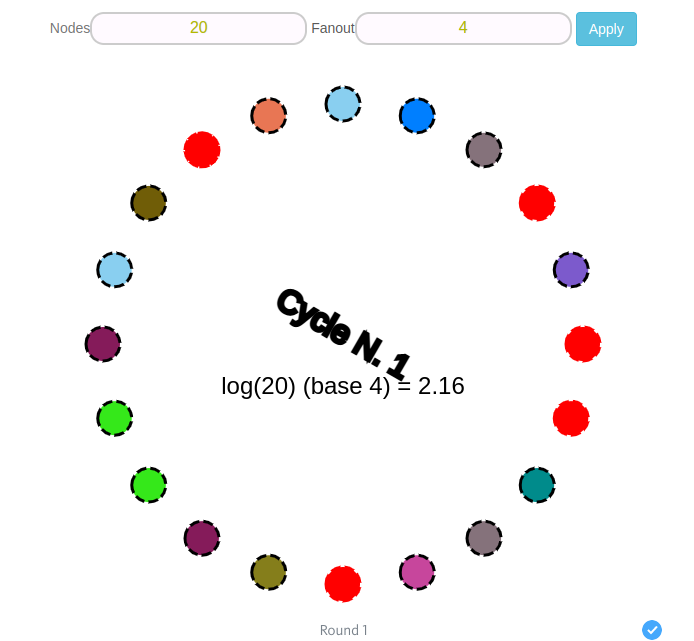 Nodes 20 Fanout 4 Apply
Cycle N. 1
log(20) (base 4) = 2.16
Round 1